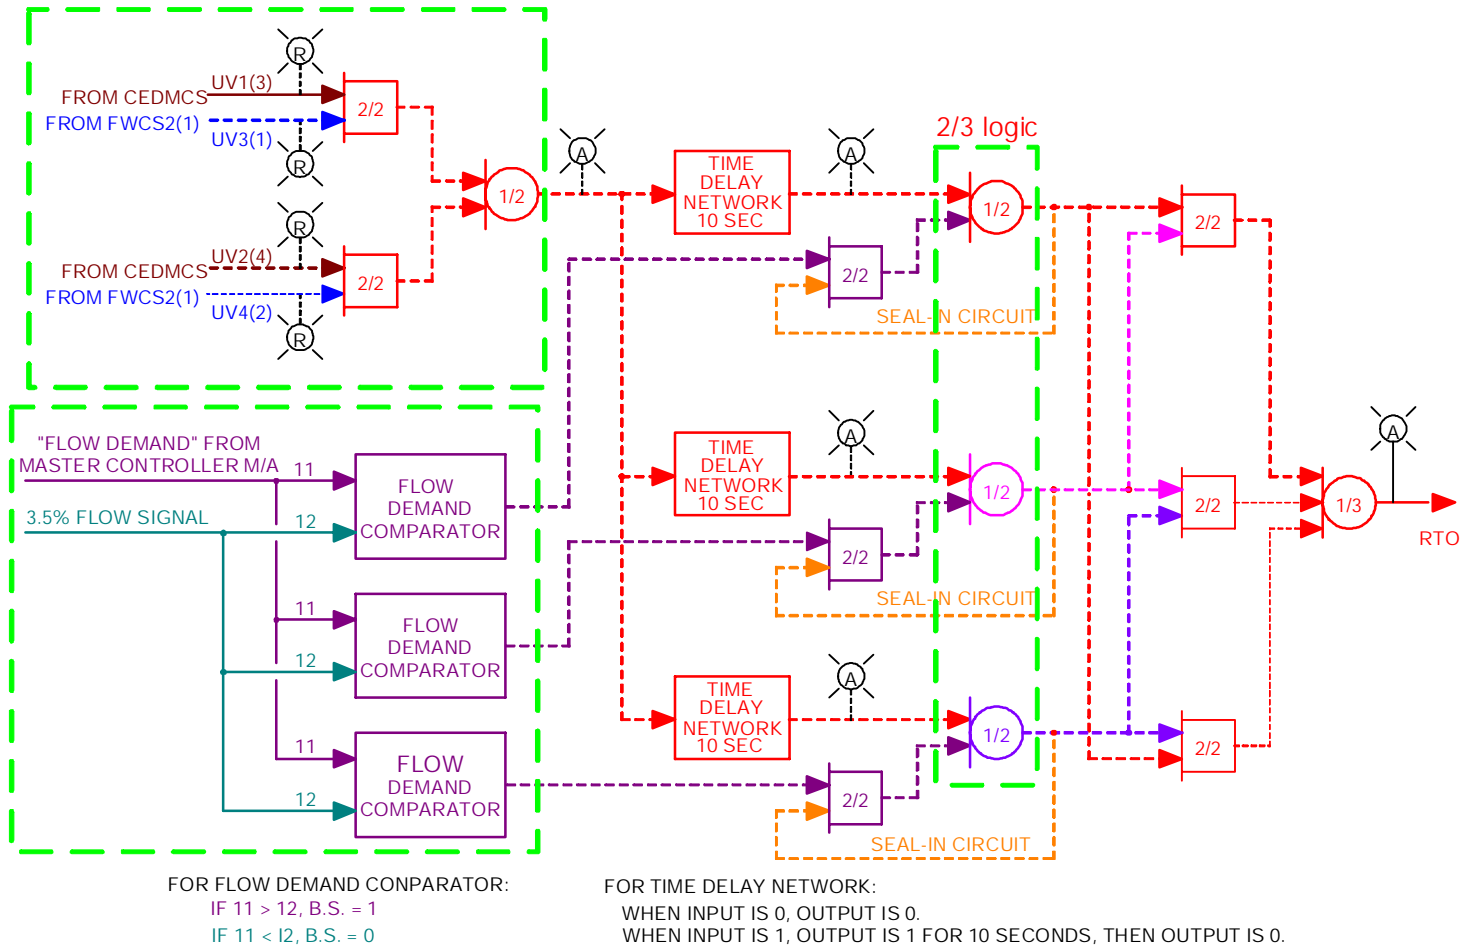 R
UV1(3)
FROM CEDMCS
FROM FWCS2(1)
UV3(1)
R
2/2
1/2
R
UV2(4)
FROM CEDMCS
FROM FWCS2(1)
UV4(2)
R
2/2
A
TIME
DELAY
NETWORK
10 SEC
A
2/3 logic
1/2
2/2
SEAL-IN CIRCUIT
2/2
"FLOW DEMAND" FROM
MASTER CONTROLLER M/A
11
3.5% FLOW SIGNAL
12
FLOW
DEMAND
COMPARATOR
TIME
DELAY
NETWORK
10 SEC
A
1/2
2/2
SEAL-IN CIRCUIT
2/2
1/3
A
RTO
11
12
FLOW
DEMAND
COMPARATOR
TIME
DELAY
NETWORK
10 SEC
A
1/2
2/2
11
12
FLOW
DEMAND
COMPARATOR
2/2
SEAL-IN CIRCUIT
FOR FLOW DEMAND CONPARATOR:
IF 11 > 12, B.S. = 1
IF 11 < I2, B.S. = 0
FOR TIME DELAY NETWORK:
WHEN INPUT IS 0, OUTPUT IS 0.
WHEN INPUT IS 1, OUTPUT IS 1 FOR 10 SECONDS, THEN OUTPUT IS 0.